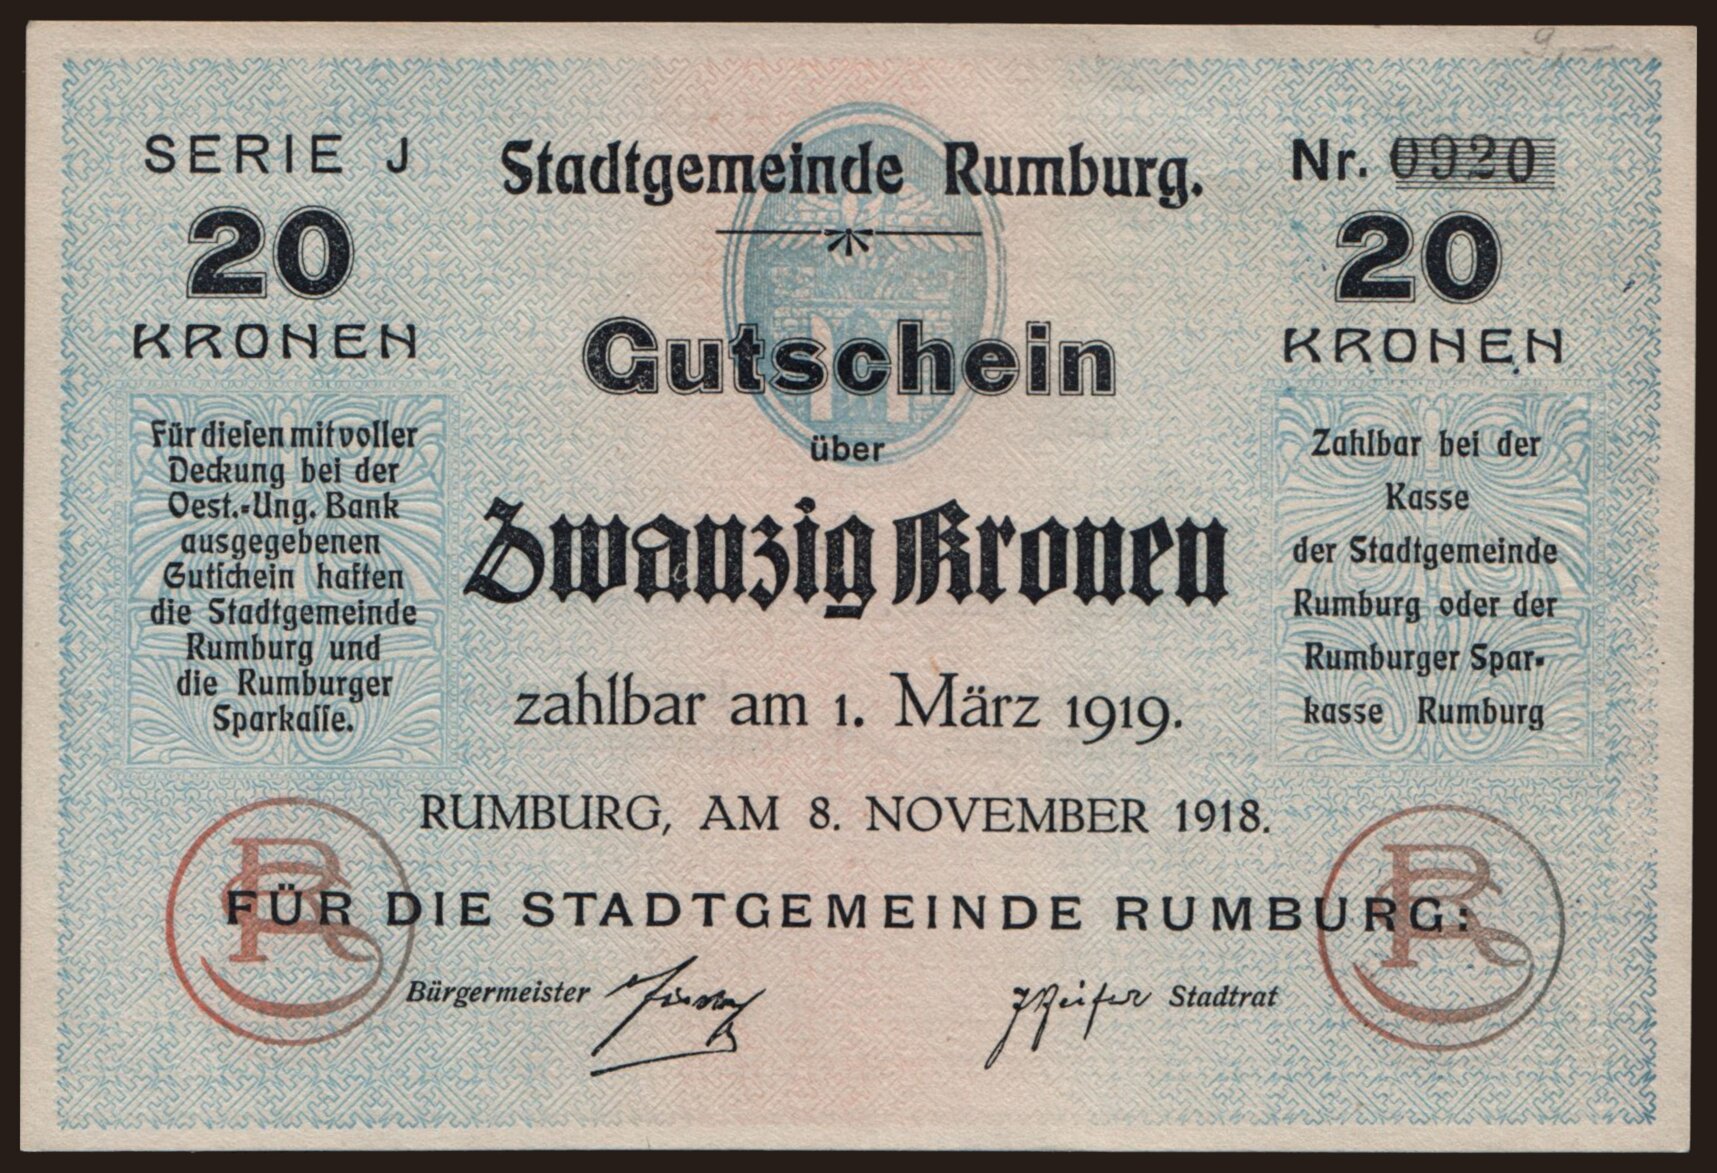 SERIE J
20
KRONEN
Stadtgemeinde Rumburg.
Nr. 0920
20
KRONEN
Gutschein
über
Zwanzig Kronen
zahlbar am 1. März 1919.
Für dieſen mit voller
Deckung bei der
Oest.-Ung. Bank
ausgegebenen
Gutſchein haften
die Stadtgemeinde
Rumburg und
die Rumburger
Sparkaſſe.
Zahlbar bei der
Kasse
der Stadtgemeinde
Rumburg oder der
Rumburger Spar-
kasse Rumburg
RUMBURG, AM 8. NOVEMBER 1918.
FÜR DIE STADTGEMEINDE RUMBURG:
Bürgermeister
Stadtrat